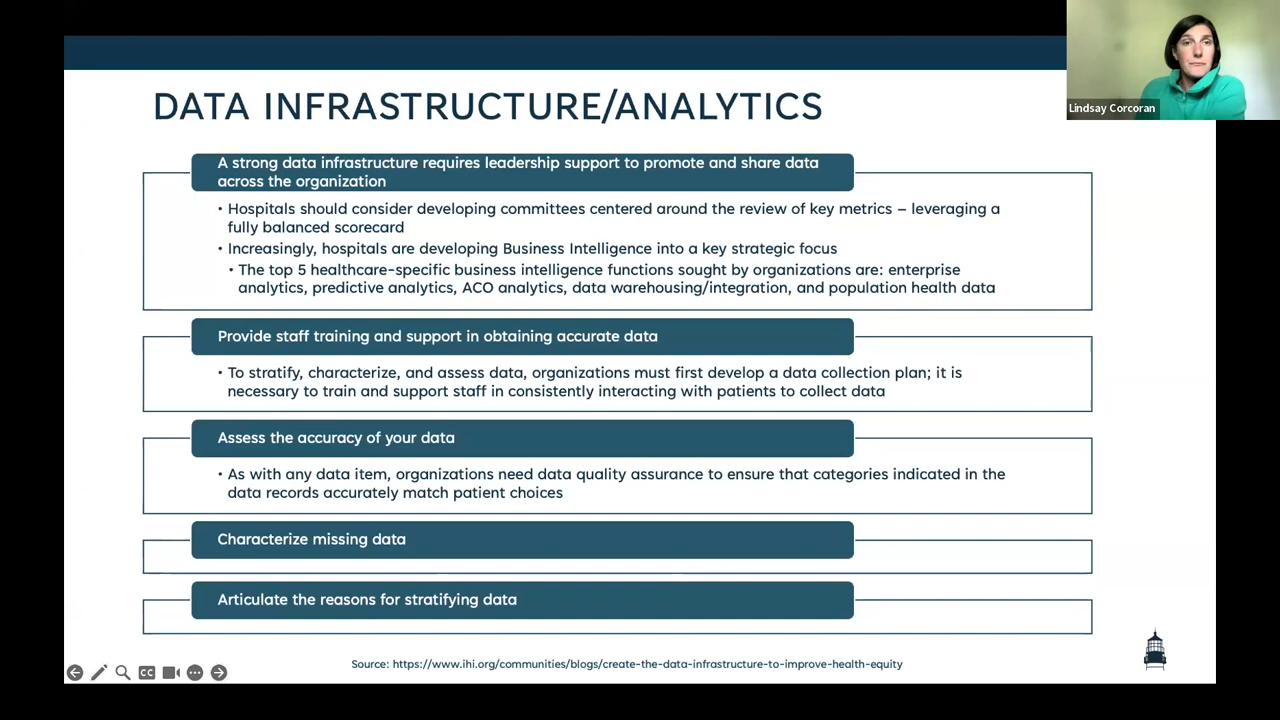 DATA INFRASTRUCTURE/ANALYTICS
Lindsay Corcoran
A strong data infrastructure requires leadership support to promote and share data
across the organization
• Hospitals should consider developing committees centered around the review of key metrics – leveraging a
fully balanced scorecard
• Increasingly, hospitals are developing Business Intelligence into a key strategic focus
• The top 5 healthcare-specific business intelligence functions sought by organizations are: enterprise
analytics, predictive analytics, ACO analytics, data warehousing/integration, and population health data
Provide staff training and support in obtaining accurate data
• To stratify, characterize, and assess data, organizations must first develop a data collection plan; it is
necessary to train and support staff in consistently interacting with patients to collect data
Assess the accuracy of your data
• As with any data item, organizations need data quality assurance to ensure that categories indicated in the
data records accurately match patient choices
Characterize missing data
Articulate the reasons for stratifying data
Source: https://www.ihi.org/communities/blogs/create-the-data-infrastructure-to-improve-health-equity
CC